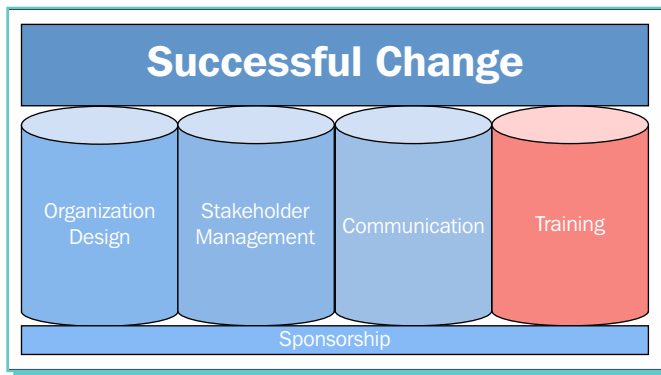 Successful Change
Organization
Design
Stakeholder
Management
Communication
Training
Sponsorship